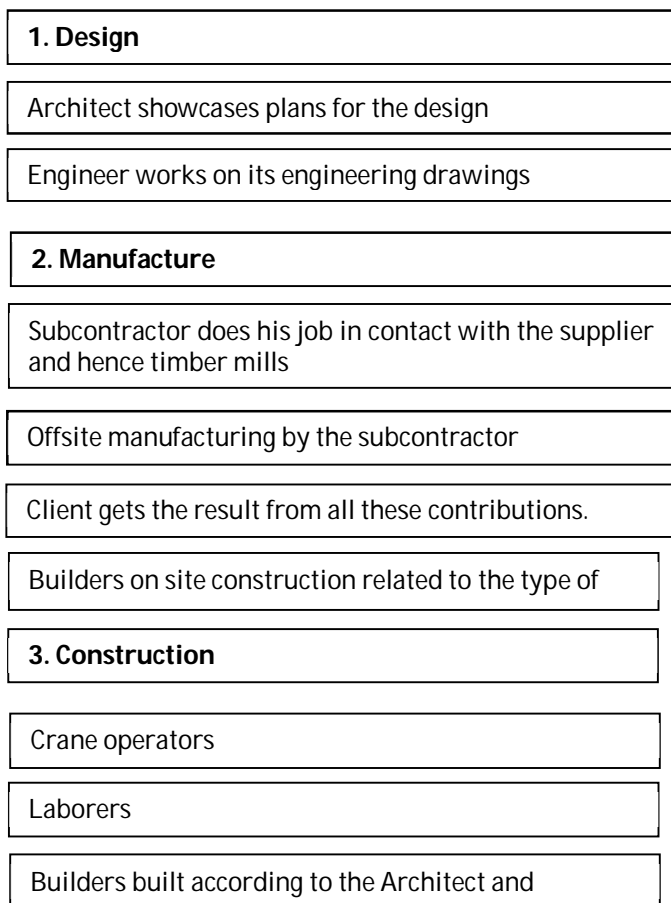 1. Design
Architect showcases plans for the design
Engineer works on its engineering drawings
2. Manufacture
Subcontractor does his job in contact with the supplier
and hence timber mills
Offsite manufacturing by the subcontractor
Client gets the result from all these contributions.
Builders on site construction related to the type of
3. Construction
Crane operators
Laborers
Builders built according to the Architect and